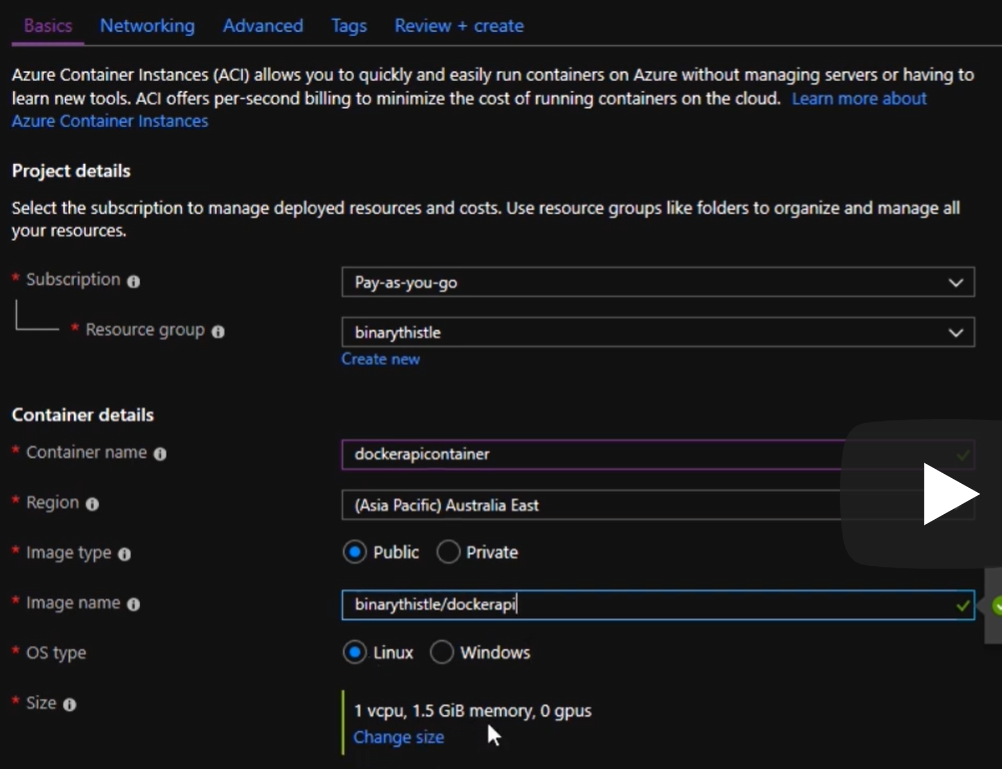 Basics Networking Advanced Tags Review + create
Azure Container Instances (ACI) allows you to quickly and easily run containers on Azure without managing servers or having to
learn new tools. ACI offers per-second billing to minimize the cost of running containers on the cloud. Learn more about
Azure Container Instances
Project details
Select the subscription to manage deployed resources and costs. Use resource groups like folders to organize and manage all
your resources.
* Subscription
Pay-as-you-go
* Resource group
binarythistle
Create new
Container details
* Container name
dockerapicontainer
* Region
(Asia Pacific) Australia East
* Image type
Public Private
* Image name
binarythistle/dockerapi
* OS type
Linux Windows
* Size
1 vcpu, 1.5 GiB memory, 0 gpus
Change size